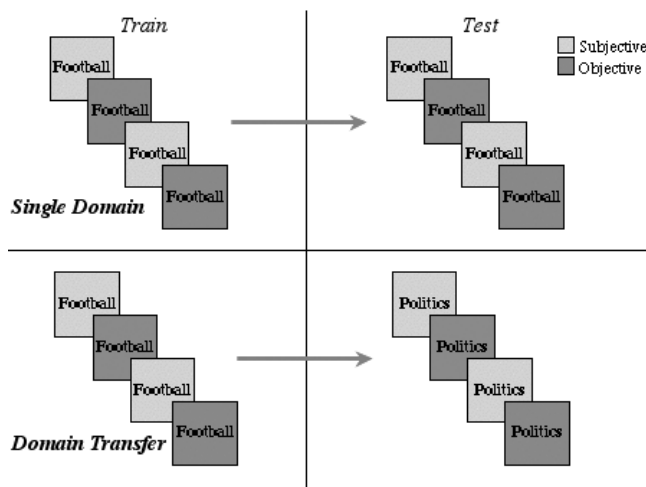 Train
Test
Subjective
Objective
Football
Football
Football
Football
Football
Football
Football
Football
Single Domain
Football
Football
Football
Football
Politics
Politics
Politics
Politics
Domain Transfer